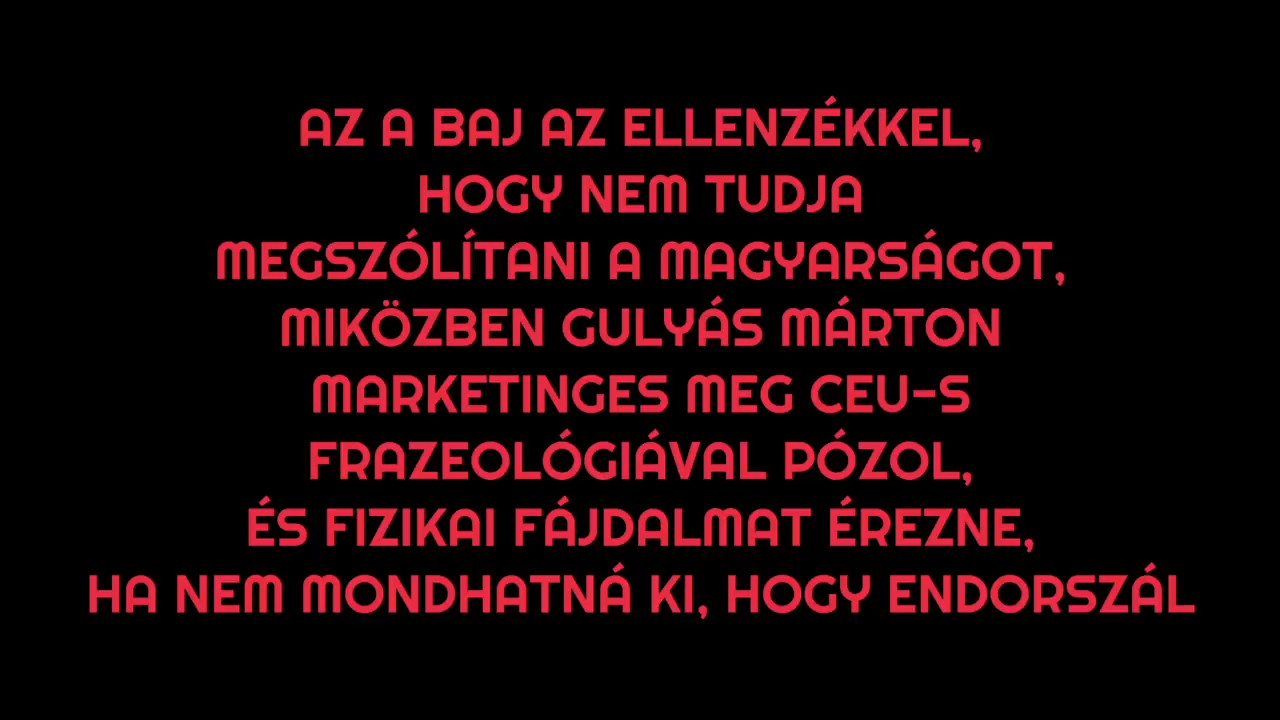 AZ A BAJ AZ ELLENZÉKKEL,
HOGY NEM TUDJA
MEGSZÓLÍTANI A MAGYARSÁGOT,
MIKÖZBEN GULYÁS MÁRTON
MARKETINGES MEG CEU-S
FRAZEOLÓGIÁVAL PÓZOL,
ÉS FIZIKAI FÁJDALMAT ÉREZNE,
HA NEM MONDHATNÁ KI, HOGY ENDORSZÁL